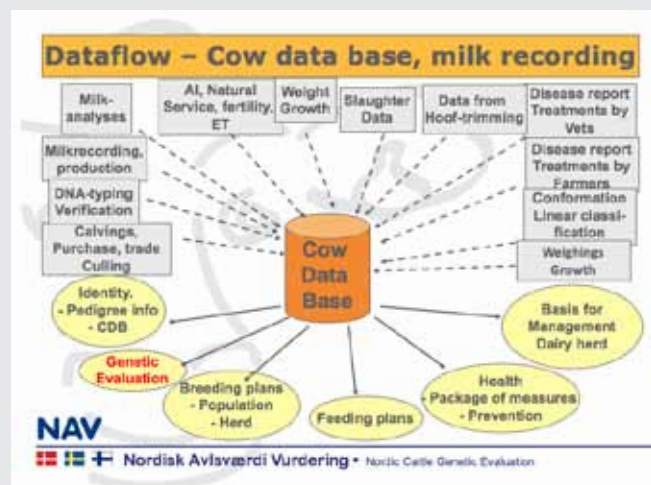 Dataflow – Cow data base, milk recording
Milk-
analyses
AI, Natural
Service, fertility,
ET
Weight
Growth
Slaughter
Data
Data from
Hoof-trimming
Disease report
Treatments by
Vets
Milkrecording,
production
Disease report
Treatments by
Farmers
DNA-typing
Verification
Conformation
Linear classi-
fication
Calvings,
Purchase, trade
Culling
Weighings
Growth
Cow
Data
Base
Identity.
- Pedigree info
- CDB
Basis for
Management
Dairy herd
Genetic
Evaluation
Breeding plans
- Population
- Herd
Feeding plans
Health
- Package of measures
- Prevention
NAV
Nordisk Avlsværdi Vurdering • Nordic Cattle Genetic Evaluation